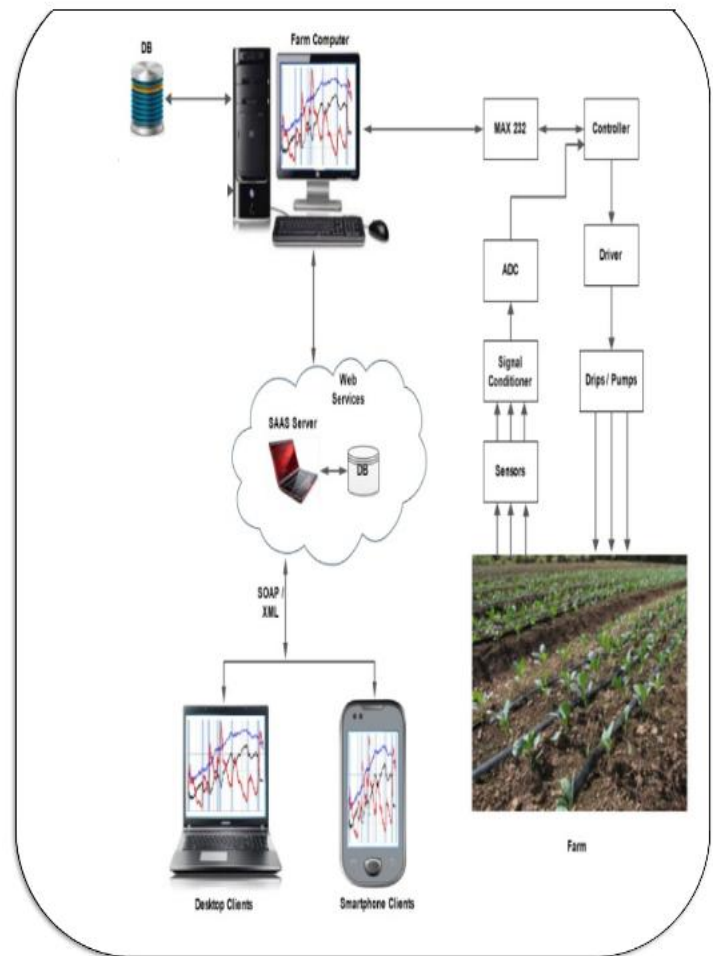 DB
Farm Computer
MAX 232
Controller
ADC
Driver
Signal
Conditioner
Drips / Pumps
Web
Services
SAAS Server
DB
Sensors
SOAP /
XML
Farm
Desktop Clients
Smartphone Clients